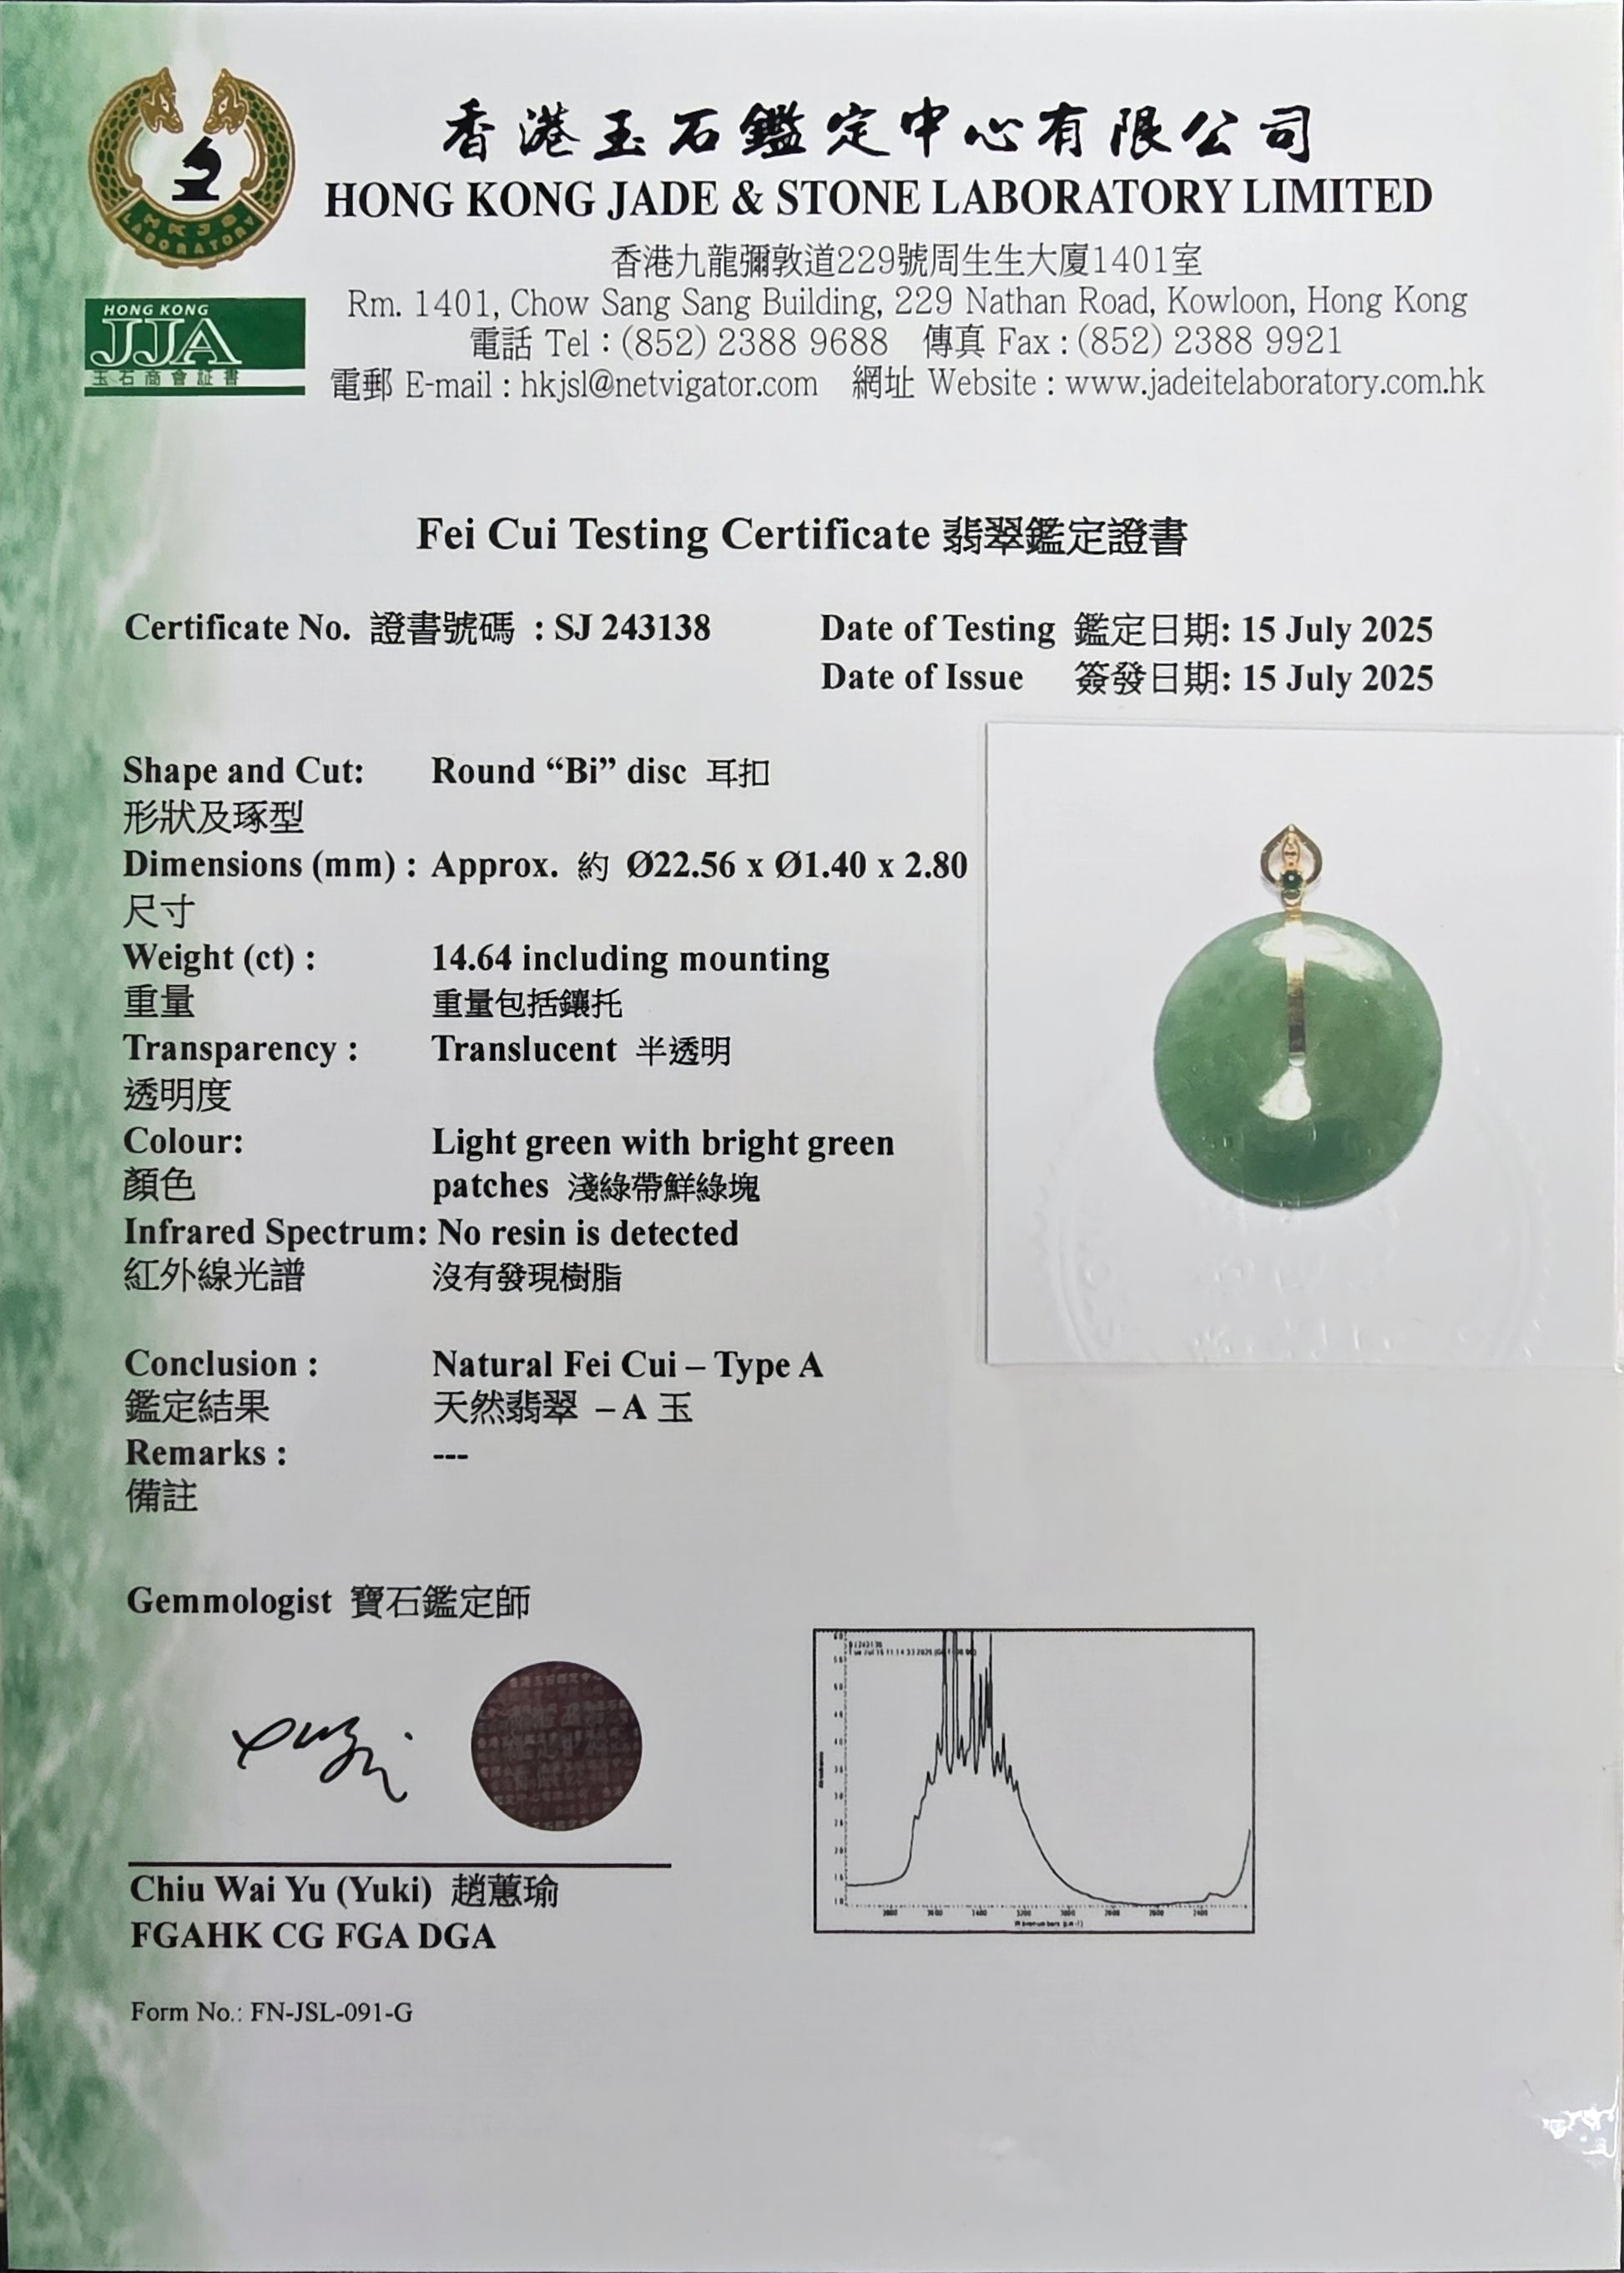 香港玉石鑑定中心有限公司
HONG KONG JADE & STONE LABORATORY LIMITED
HKJS
LABORATORY
香港九龍彌敦道229號周生生大廈1401室
HONG KONG
JJA
玉石商會証書
Rm. 1401, Chow Sang Sang Building, 229 Nathan Road, Kowloon, Hong Kong
電話 Tel : (852) 2388 9688 傳真 Fax : (852) 2388 9921
電郵 E-mail : hkjsl@netvigator.com 網址 Website : www.jadeitelaboratory.com.hk
Fei Cui Testing Certificate 翡翠鑑定證書
Certificate No. 證書號碼 : SJ 243138
Date of Testing 鑑定日期: 15 July 2025
Date of Issue 簽發日期: 15 July 2025
Shape and Cut: Round “Bi” disc 耳扣
形狀及琢型
Dimensions (mm) : Approx. 約 Ø22.56 x Ø1.40 x 2.80
尺寸
Weight (ct) : 14.64 including mounting
重量 重量包括鑲托
Transparency : Translucent 半透明
透明度
Colour: Light green with bright green
顏色 patches 淺綠帶鮮綠塊
Infrared Spectrum: No resin is detected
紅外線光譜 沒有發現樹脂
Conclusion : Natural Fei Cui – Type A
鑑定結果 天然翡翠 – A 玉
Remarks : ---
備註
Gemmologist 寶石鑑定師
Chiu Wai Yu (Yuki) 趙蕙瑜
FGAHK CG FGA DGA
Form No.: FN-JSL-091-G